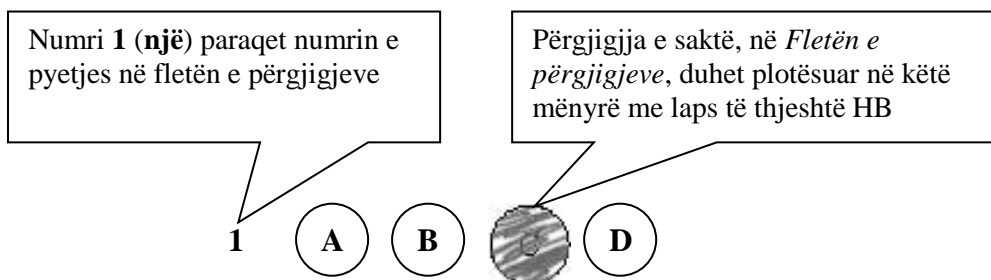 Numri 1 (një) paraqet numrin e
pyetjes në fletën e përgjigjeve
Përgjigjja e saktë, në Fletën e
përgjigjeve, duhet plotësuar në këtë
mënyrë me laps të thjeshtë HB
1 A B D